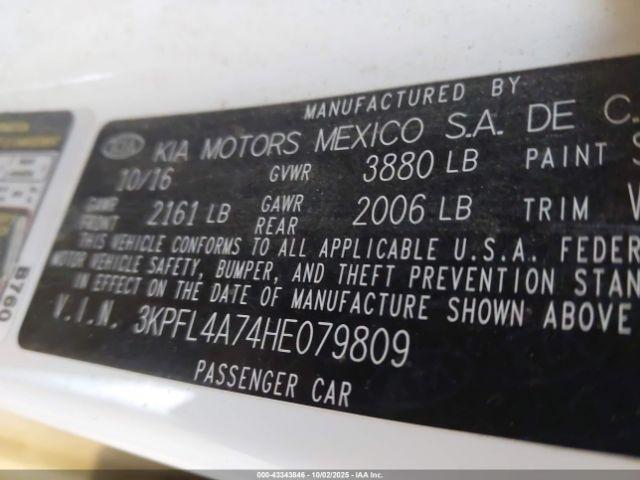 MANUFACTURED BY
KIA KIA MOTORS MEXICO S.A. DE C.
10/16 GVWR 3880 LB PAINT
GAWR FRONT 2161 LB GAWR REAR 2006 LB TRIM
THIS VEHICLE CONFORMS TO ALL APPLICABLE U.S.A. FEDER
MOTOR VEHICLE SAFETY, BUMPER, AND THEFT PREVENTION STAN
IN EFFECT ON THE DATE OF MANUFACTURE SHOWN ABOVE
V.I.N. 3KPFL4A74HE079809
PASSENGER CAR
B760
000-43343846 | 10/02/2025 | IAA Inc.